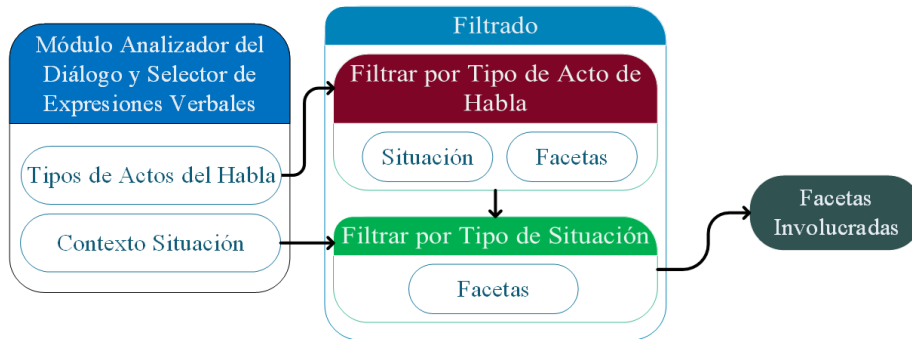 Módulo Analizador del
Diálogo y Selector de
Expresiones Verbales
Tipos de Actos del Habla
Contexto Situación
Filtrado
Filtrar por Tipo de Acto de
Habla
Situación
Facetas
Filtrar por Tipo de Situación
Facetas
Facetas
Involucradas